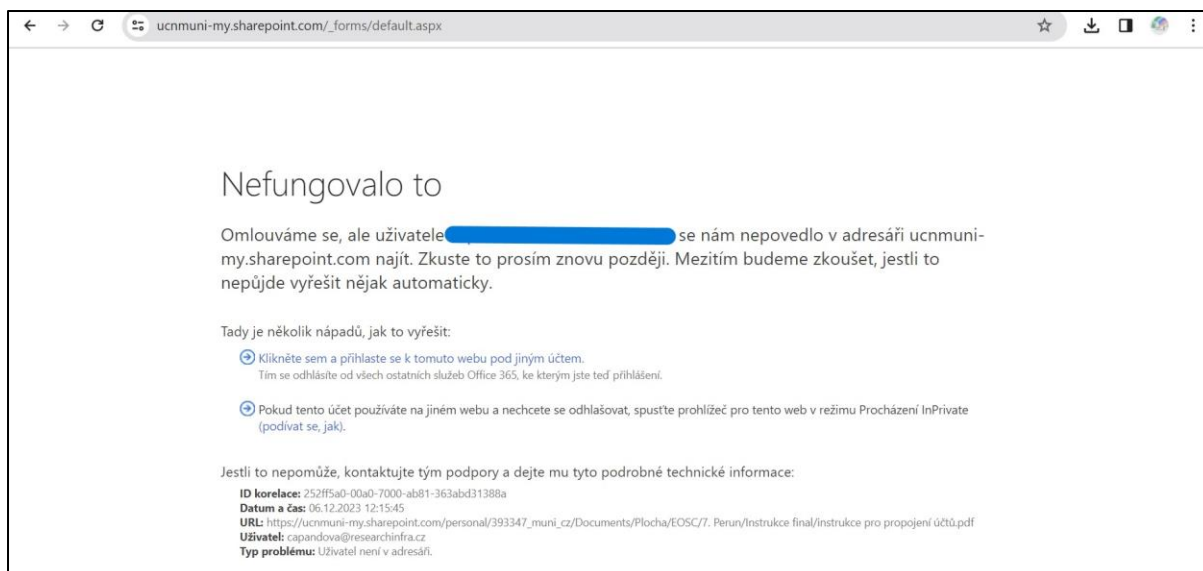 ucnmuni-my.sharepoint.com/_forms/default.aspx
Nefungovalo to
Omlouváme se, ale uživatele se nám nepovedlo v adresáři ucnmuni-
my.sharepoint.com najít. Zkuste to prosím znovu později. Mezitím budeme zkoušet, jestli to
nepůjde vyřešit nějak automaticky.
Tady je několik nápadů, jak to vyřešit:
Klikněte sem a přihlaste se k tomuto webu pod jiným účtem.
Tím se odhlásíte od všech ostatních služeb Office 365, ke kterým jste teď přihlášení.
Pokud tento účet používáte na jiném webu a nechcete se odhlašovat, spusťte prohlížeč pro tento web v režimu Procházení InPrivate
(podívat se, jak).
Jestli to nepomůže, kontaktujte tým podpory a dejte mu tyto podrobné technické informace:
ID korelace: 252ff5a0-00a0-7000-ab81-363abd31388a
Datum a čas: 06.12.2023 12:15:45
URL: https://ucnmuni-my.sharepoint.com/personal/393347_muni_cz/Documents/Plocha/EOSC/7. Perun/Instrukce final/instrukce pro propojení účtů.pdf
Uživatel: capandova@researchinfra.cz
Typ problému: Uživatel není v adresáři.